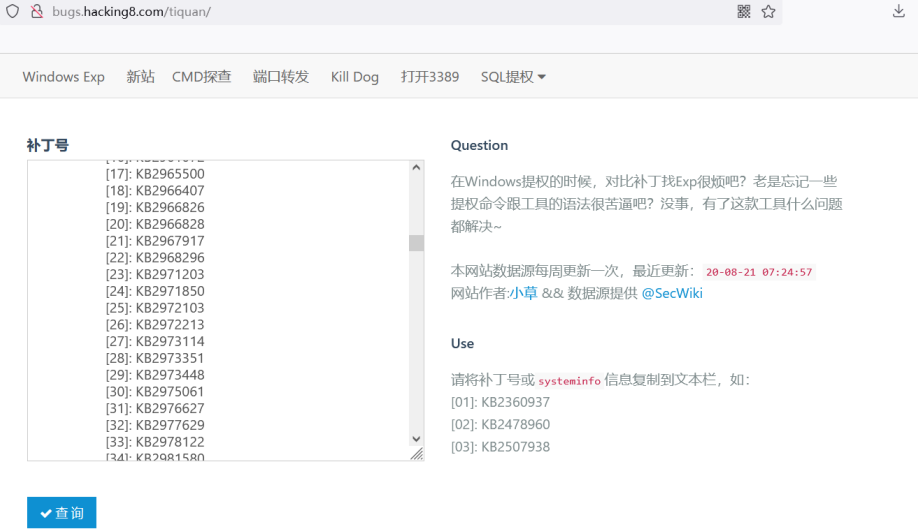 bugs.hacking8.com/tiquan/
Windows Exp 新站 CMD探查 端口转发 Kill Dog 打开3389 SQL提权
补丁号
[17]: KB2965500
[18]: KB2966407
[19]: KB2966826
[20]: KB2966828
[21]: KB2967917
[22]: KB2968296
[23]: KB2971203
[24]: KB2971850
[25]: KB2972103
[26]: KB2972213
[27]: KB2973114
[28]: KB2973351
[29]: KB2973448
[30]: KB2975061
[31]: KB2976627
[32]: KB2977629
[33]: KB2978122
[34]: KB2981580
查询
Question
在Windows提权的时候，对比补丁找Exp很烦吧？老是忘记一些
提权命令跟工具的语法很苦逼吧？没事，有了这款工具什么问题
都解决~
本网站数据源每周更新一次，最近更新： 20-08-21 07:24:57
网站作者:小草 && 数据源提供 @SecWiki
Use
请将补丁号或systeminfo信息复制到文本栏，如：
[01]: KB2360937
[02]: KB2478960
[03]: KB2507938